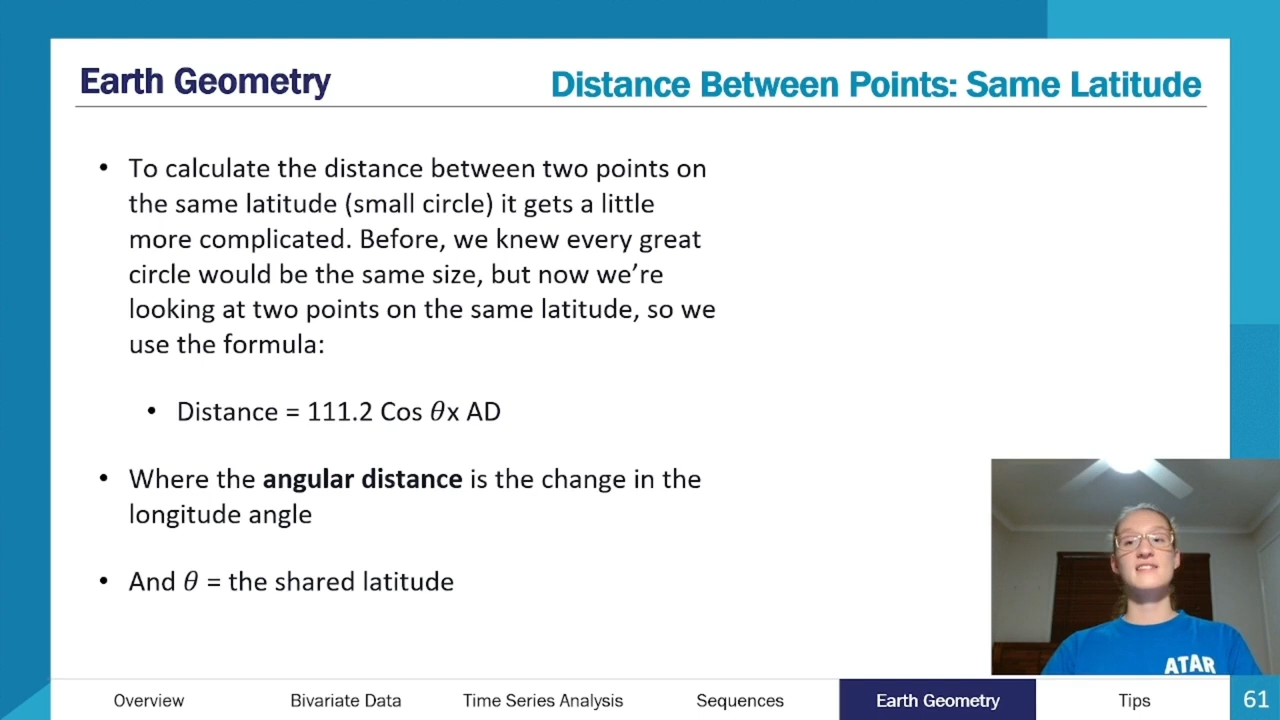 Earth Geometry
Distance Between Points: Same Latitude
• To calculate the distance between two points on
the same latitude (small circle) it gets a little
more complicated. Before, we knew every great
circle would be the same size, but now we're
looking at two points on the same latitude, so we
use the formula:
• Distance = 111.2 Cos 𝜃x AD
• Where the angular distance is the change in the
longitude angle
• And 𝜃 = the shared latitude
ATAR
Overview
Bivariate Data
Time Series Analysis
Sequences
Earth Geometry
Tips
61